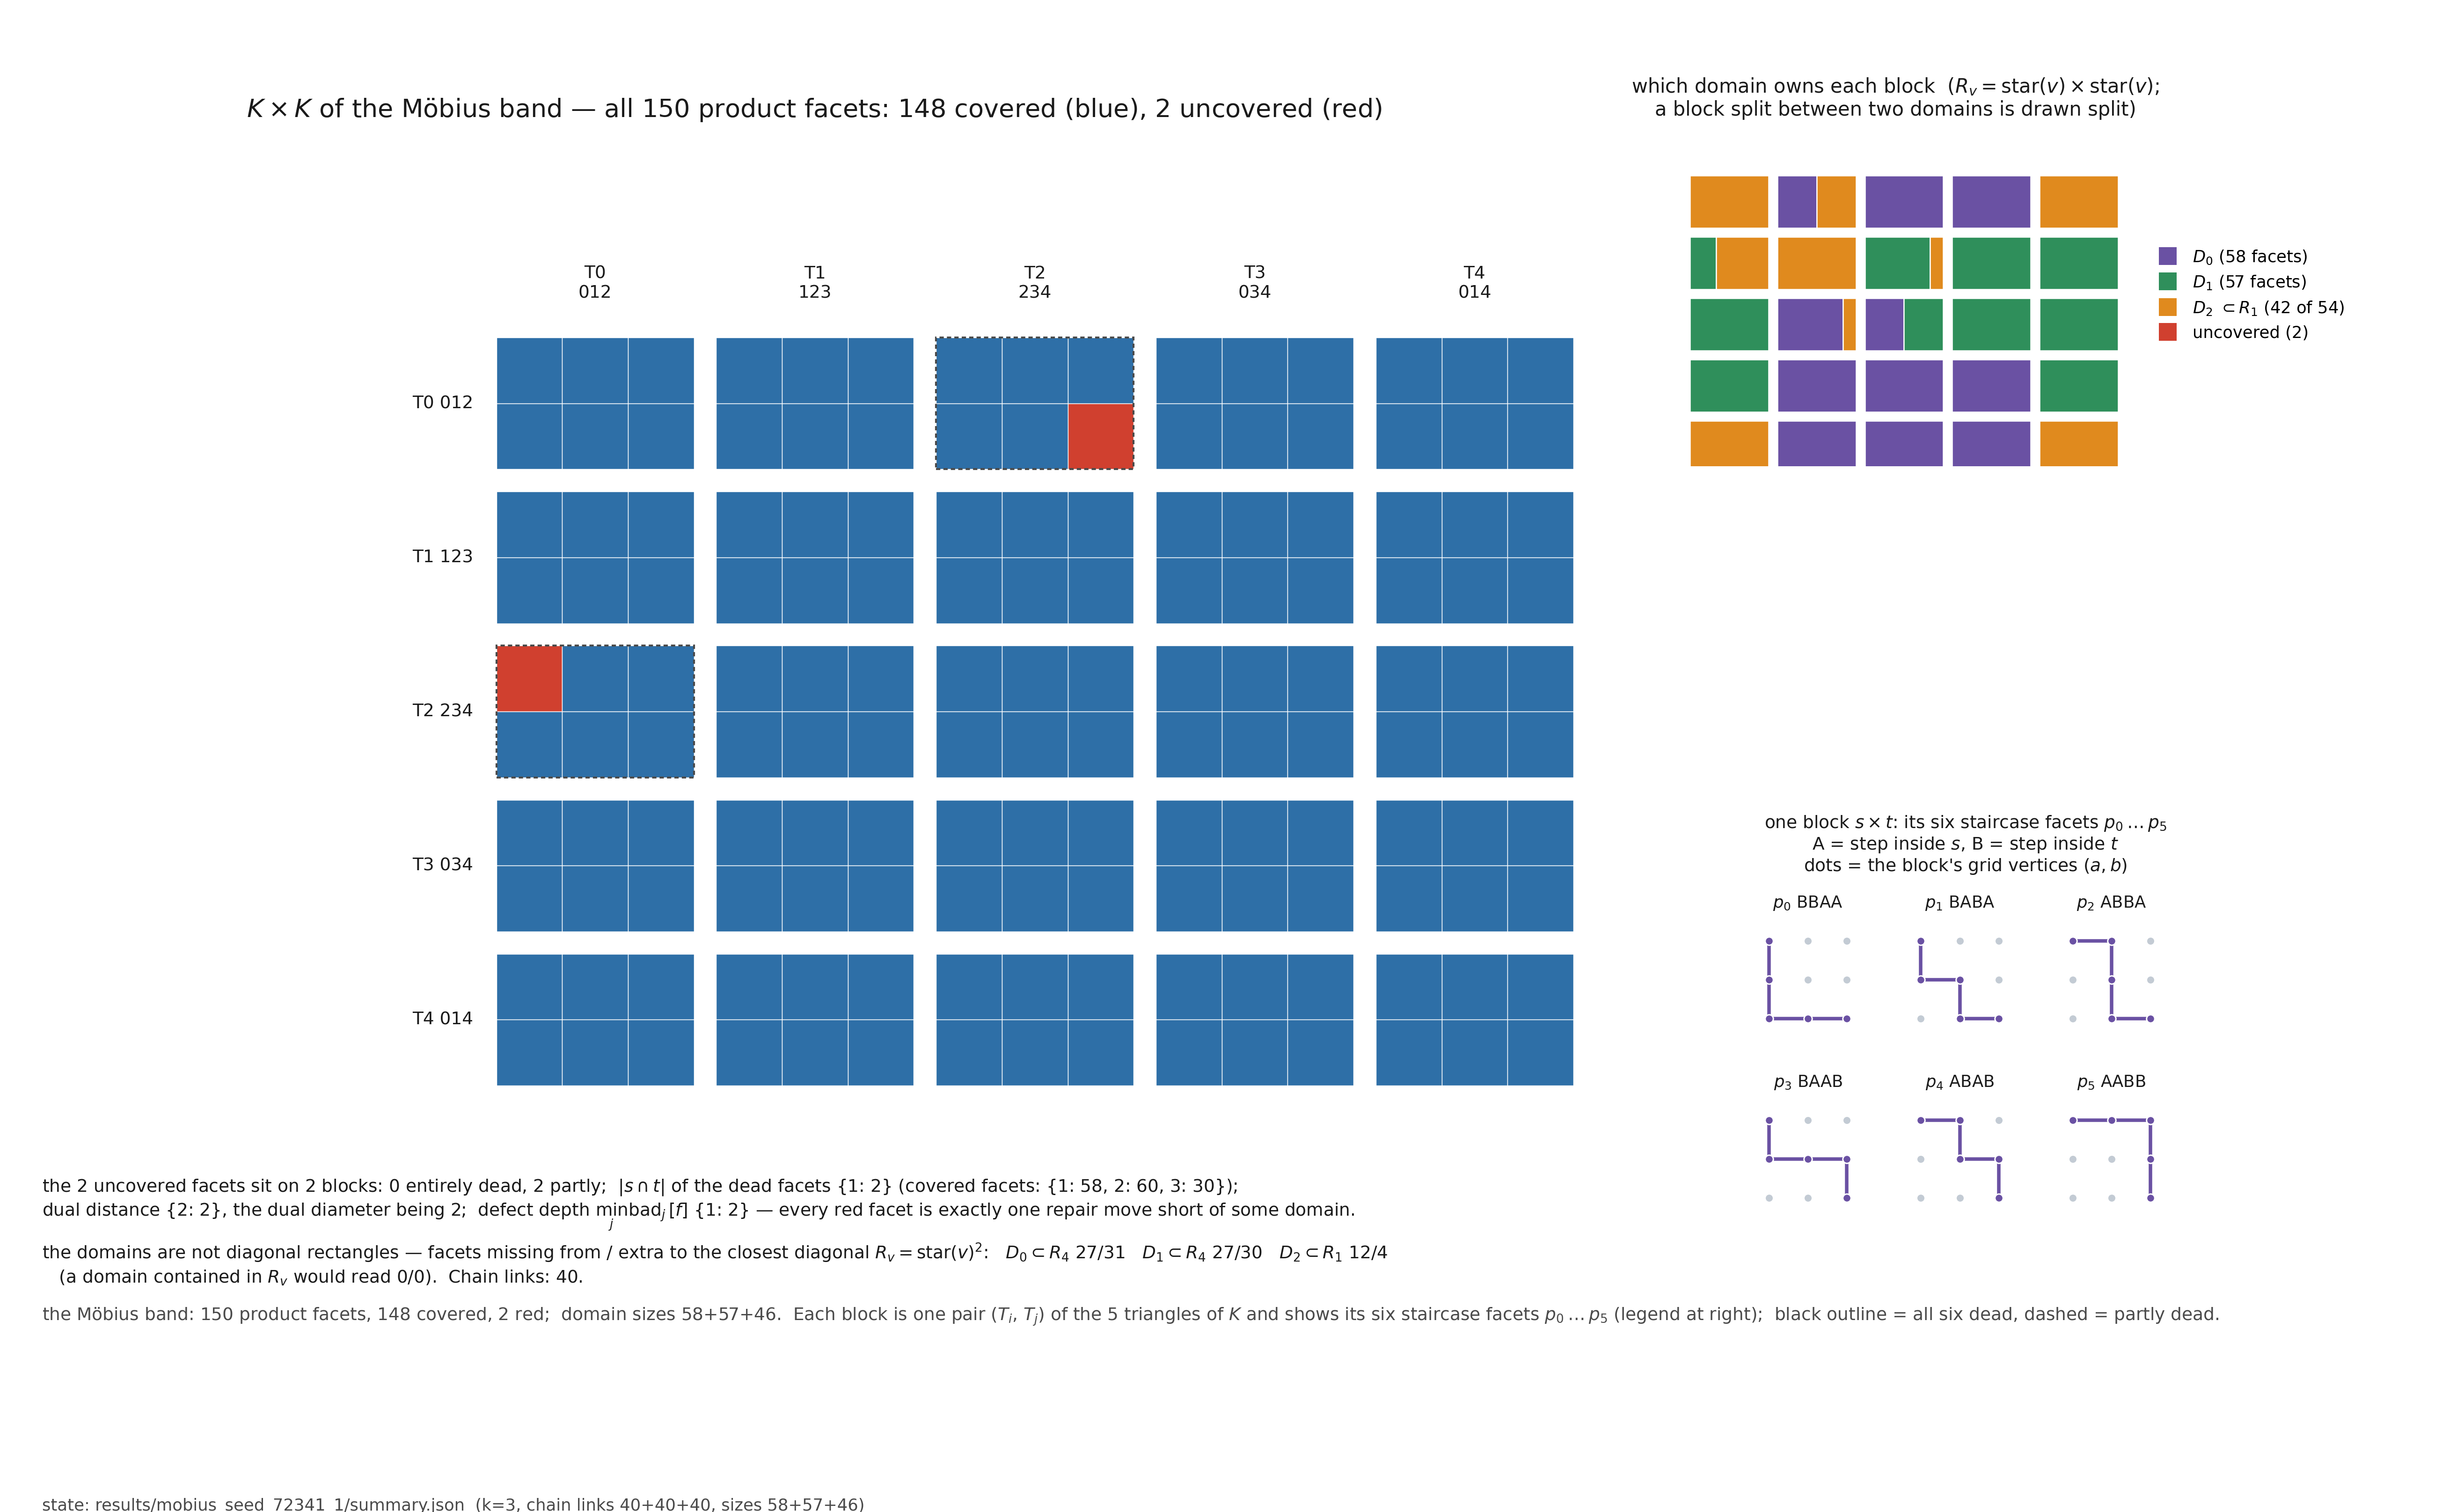 K × K of the Möbius band — all 150 product facets: 148 covered (blue), 2 uncovered (red)
which domain owns each block (R_v = star(v) × star(v);
a block split between two domains is drawn split)
T0
012
T1
123
T2
234
T3
034
T4
014
T0 012
T1 123
T2 234
T3 034
T4 014
D_0 (58 facets)
D_1 (57 facets)
D_2 ⊂ R_1 (42 of 54)
uncovered (2)
one block s × t: its six staircase facets p_0 … p_5
A = step inside s, B = step inside t
dots = the block's grid vertices (a, b)
p_0 BBAA
p_1 BABA
p_2 ABBA
p_3 BAAB
p_4 ABAB
p_5 AABB
the 2 uncovered facets sit on 2 blocks: 0 entirely dead, 2 partly; |s ∩ t| of the dead facets {1: 2} (covered facets: {1: 58, 2: 60, 3: 30});
dual distance {2: 2}, the dual diameter being 2; defect depth min_j bad_j [f] {1: 2} — every red facet is exactly one repair move short of some domain.
the domains are not diagonal rectangles — facets missing from / extra to the closest diagonal R_v = star(v)²: D_0 ⊂ R_4 27/31 D_1 ⊂ R_4 27/30 D_2 ⊂ R_1 12/4
(a domain contained in R_v would read 0/0). Chain links: 40.
the Möbius band: 150 product facets, 148 covered, 2 red; domain sizes 58+57+46. Each block is one pair (T_i, T_j) of the 5 triangles of K and shows its six staircase facets p_0 … p_5 (legend at right); black outline = all six dead, dashed = partly dead.
state: results/mobius_seed_72341_1/summary.json (k=3, chain links 40+40+40, sizes 58+57+46)